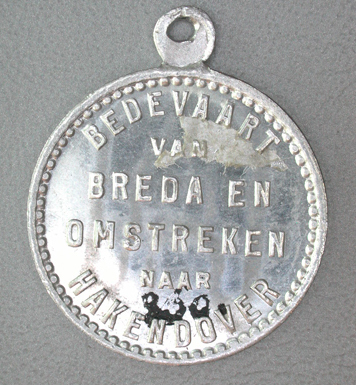 BEDEVAART
VAN
BREDA EN
OMSTREKEN
NAAR
HAKENDOVER